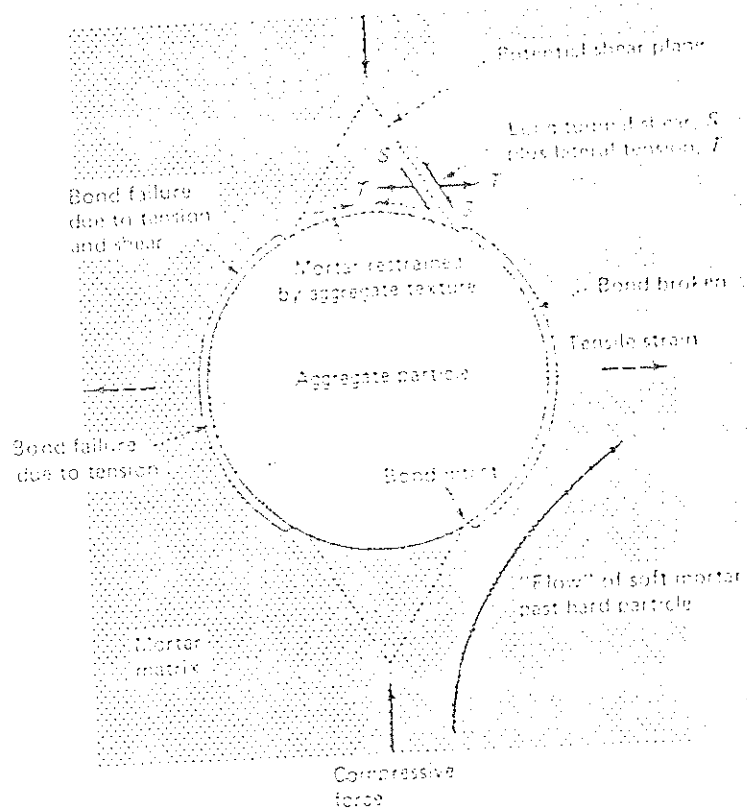 Potential shear plane
shear, S
plus lateral tension, T
S
T
T
S
Bond failure
due to tension
and shear
Mortar restrained
by aggregate texture
Bond broken
Tensile strain
Aggregate particle
Bond failure
due to tension
Bond intact
"Flow" of soft mortar
past hard particle
Mortar
matrix
Compressive
force